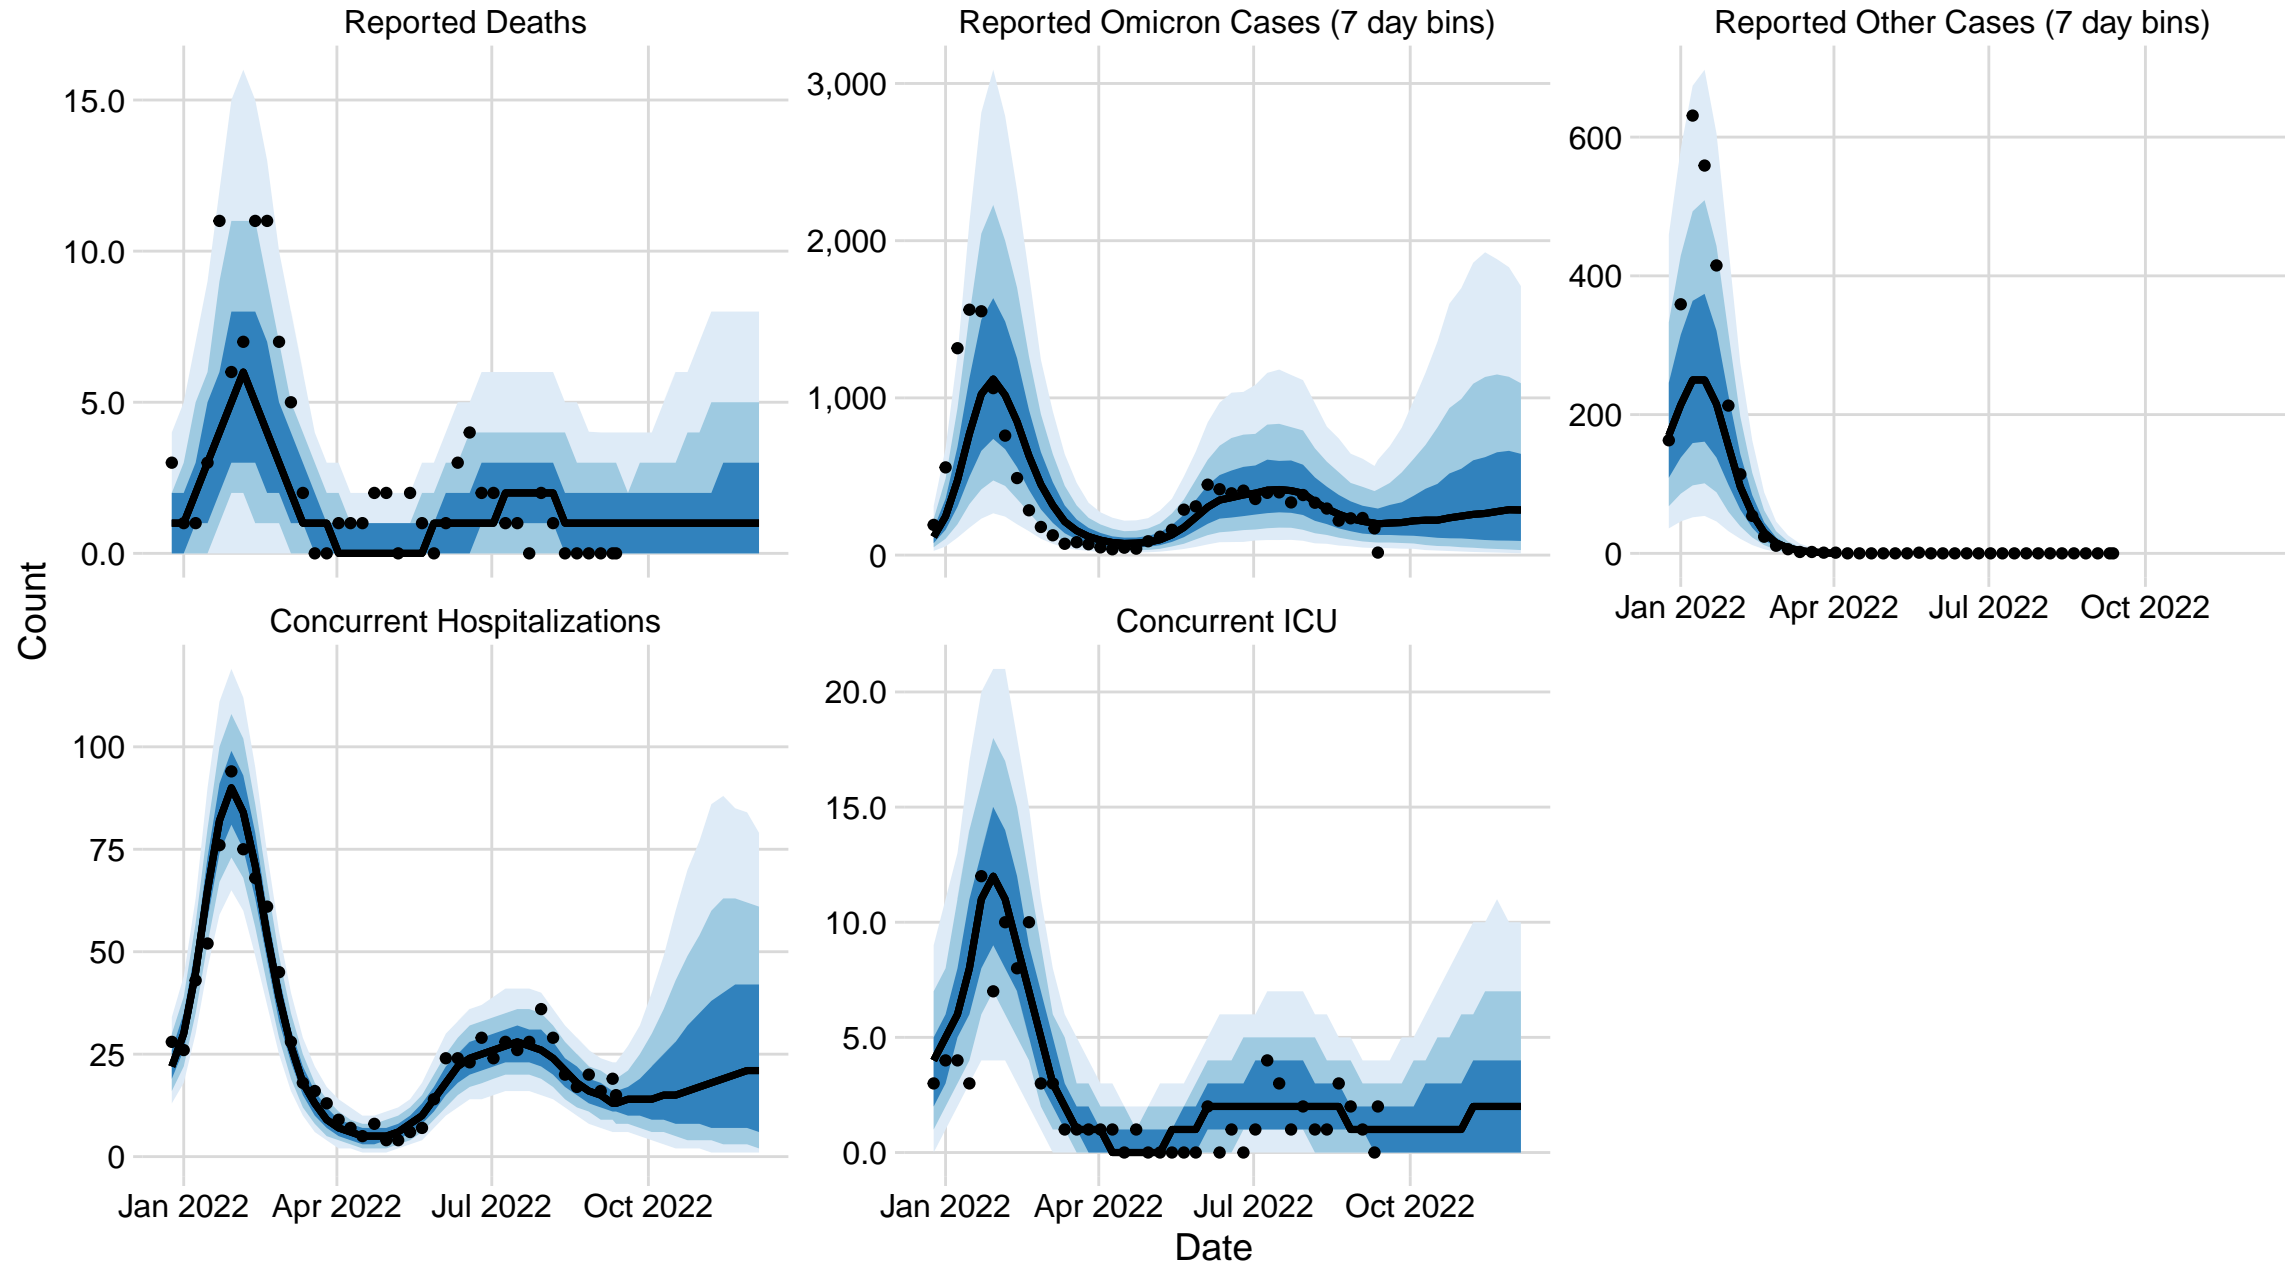 Reported Deaths
Reported Omicron Cases (7 day bins)
Reported Other Cases (7 day bins)
15.0
10.0
5.0
0.0
3,000
2,000
1,000
0
600
400
200
0
Jan 2022 Apr 2022 Jul 2022 Oct 2022
Count
Concurrent Hospitalizations
Concurrent ICU
100
75
50
25
0
20.0
15.0
10.0
5.0
0.0
Jan 2022 Apr 2022 Jul 2022 Oct 2022
Jan 2022 Apr 2022 Jul 2022 Oct 2022
Date